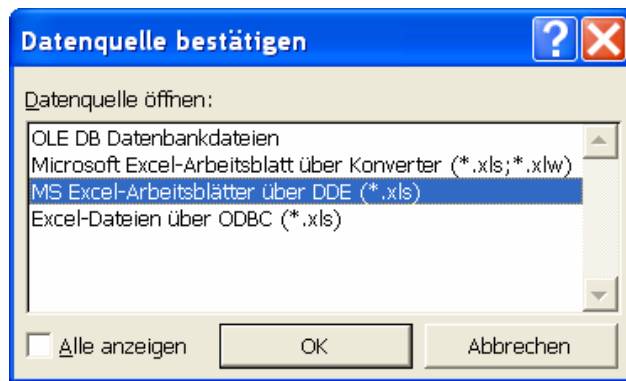 Datenquelle bestätigen
Datenquelle öffnen:
OLE DB Datenbankdateien
Microsoft Excel-Arbeitsblatt über Konverter (*.xls;*.xlw)
MS Excel-Arbeitsblätter über DDE (*.xls)
Excel-Dateien über ODBC (*.xls)
Alle anzeigen OK Abbrechen